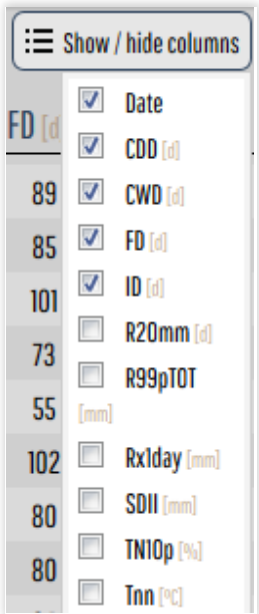 Show / hide columns
FD [d
Date
CDD [d]
89
CWD [d]
85
FD [d]
101
ID [d]
73
R20mm [d]
55
R99pTOT
[mm]
102
Rx1day [mm]
80
SDII [mm]
80
TN10p [%]
Tnn [ºC]